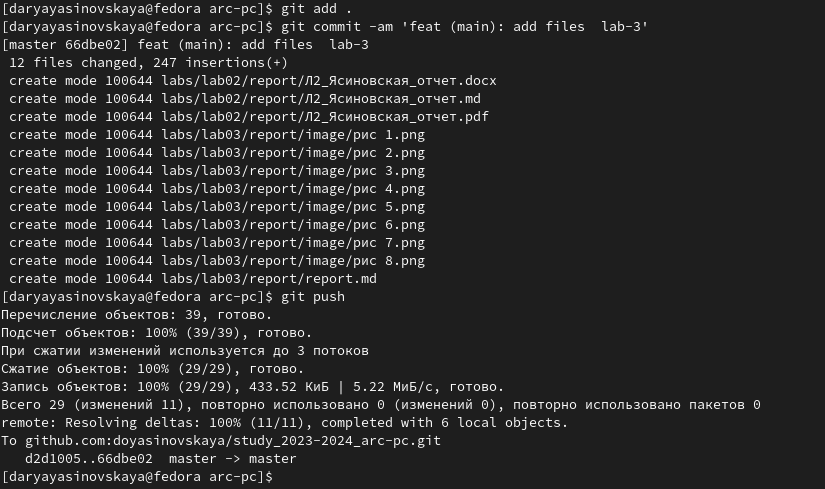 [daryayasinovskaya@fedora arc-pc]$ git add .
[daryayasinovskaya@fedora arc-pc]$ git commit -am 'feat (main): add files  lab-3'
[master 66dbe02] feat (main): add files  lab-3
 12 files changed, 247 insertions(+)
 create mode 100644 labs/lab02/report/Л2_Ясиновская_отчет.docx
 create mode 100644 labs/lab02/report/Л2_Ясиновская_отчет.md
 create mode 100644 labs/lab02/report/Л2_Ясиновская_отчет.pdf
 create mode 100644 labs/lab03/report/image/рис 1.png
 create mode 100644 labs/lab03/report/image/рис 2.png
 create mode 100644 labs/lab03/report/image/рис 3.png
 create mode 100644 labs/lab03/report/image/рис 4.png
 create mode 100644 labs/lab03/report/image/рис 5.png
 create mode 100644 labs/lab03/report/image/рис 6.png
 create mode 100644 labs/lab03/report/image/рис 7.png
 create mode 100644 labs/lab03/report/image/рис 8.png
 create mode 100644 labs/lab03/report/report.md
[daryayasinovskaya@fedora arc-pc]$ git push
Перечисление объектов: 39, готово.
Подсчет объектов: 100% (39/39), готово.
При сжатии изменений используется до 3 потоков
Сжатие объектов: 100% (29/29), готово.
Запись объектов: 100% (29/29), 433.52 КиБ | 5.22 МиБ/с, готово.
Всего 29 (изменений 11), повторно использовано 0 (изменений 0), повторно использовано пакетов 0
remote: Resolving deltas: 100% (11/11), completed with 6 local objects.
To github.com:doyasinovskaya/study_2023-2024_arc-pc.git
   d2d1005..66dbe02  master -> master
[daryayasinovskaya@fedora arc-pc]$